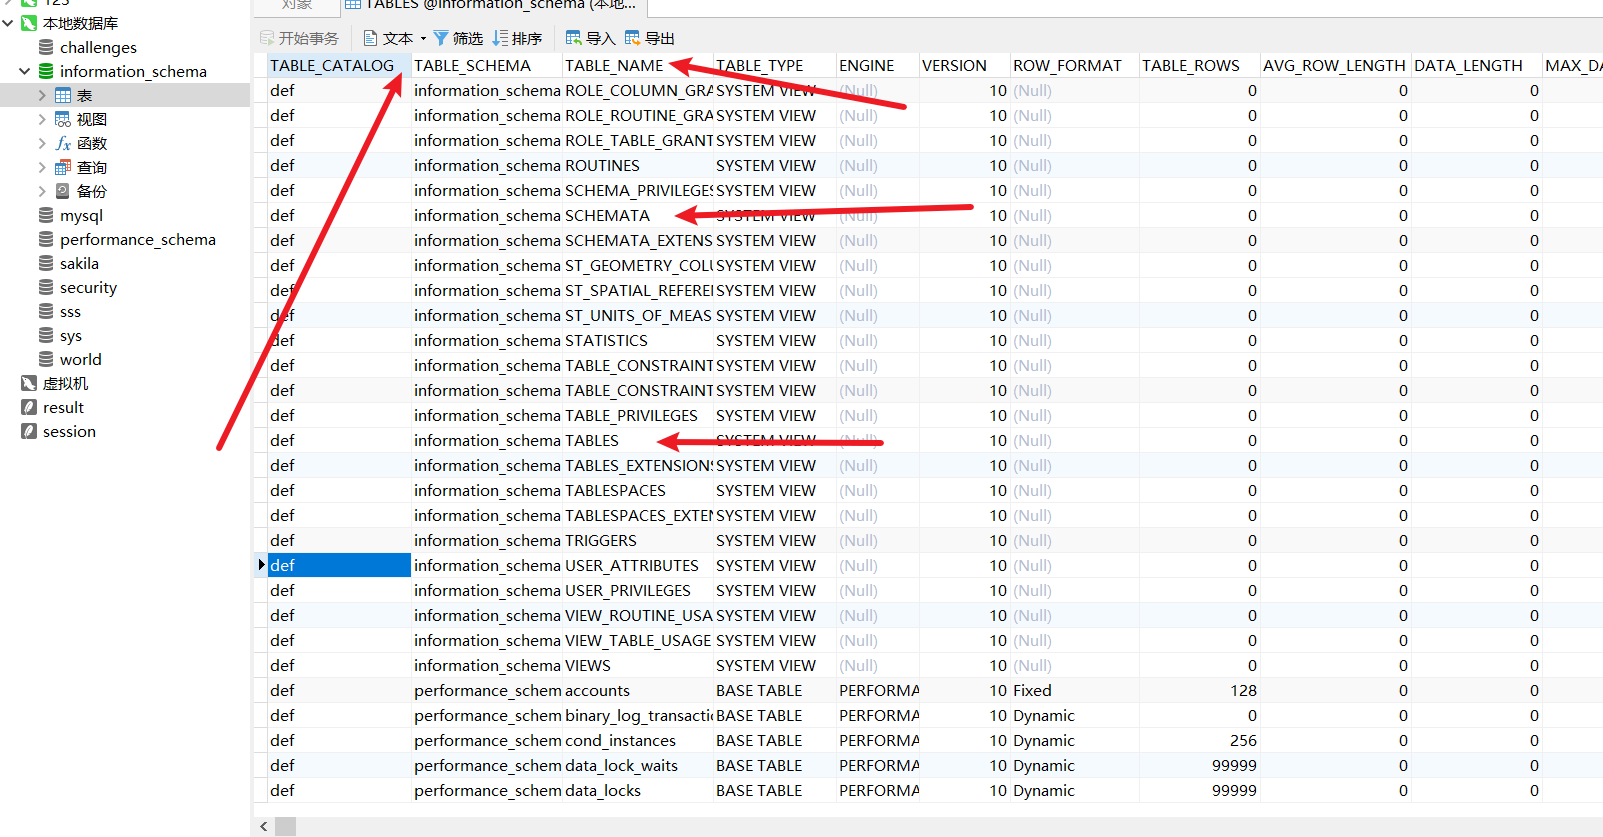 123
本地数据库
challenges
information_schema
表
视图
函数
查询
备份
mysql
performance_schema
sakila
security
sss
sys
world
虚拟机
result
session
对象
TABLES @information_schema (本地...
开始事务 文本 筛选 排序 导入 导出
TABLE_CATALOG TABLE_SCHEMA TABLE_NAME TABLE_TYPE ENGINE VERSION ROW_FORMAT TABLE_ROWS AVG_ROW_LENGTH DATA_LENGTH MAX_DA
def information_schema ROLE_COLUMN_GRA SYSTEM VIEW (Null) 10 (Null) 0 0 0
def information_schema ROLE_ROUTINE_GRA SYSTEM VIEW (Null) 10 (Null) 0 0 0
def information_schema ROLE_TABLE_GRANT SYSTEM VIEW (Null) 10 (Null) 0 0 0
def information_schema ROUTINES SYSTEM VIEW (Null) 10 (Null) 0 0 0
def information_schema SCHEMA_PRIVILEGES SYSTEM VIEW (Null) 10 (Null) 0 0 0
def information_schema SCHEMATA SYSTEM VIEW (Null) 10 (Null) 0 0 0
def information_schema SCHEMATA_EXTENS SYSTEM VIEW (Null) 10 (Null) 0 0 0
def information_schema ST_GEOMETRY_COLU SYSTEM VIEW (Null) 10 (Null) 0 0 0
def information_schema ST_SPATIAL_REFERE SYSTEM VIEW (Null) 10 (Null) 0 0 0
def information_schema ST_UNITS_OF_MEAS SYSTEM VIEW (Null) 10 (Null) 0 0 0
def information_schema STATISTICS SYSTEM VIEW (Null) 10 (Null) 0 0 0
def information_schema TABLE_CONSTRAINT SYSTEM VIEW (Null) 10 (Null) 0 0 0
def information_schema TABLE_CONSTRAINT SYSTEM VIEW (Null) 10 (Null) 0 0 0
def information_schema TABLE_PRIVILEGES SYSTEM VIEW (Null) 10 (Null) 0 0 0
def information_schema TABLES SYSTEM VIEW (Null) 10 (Null) 0 0 0
def information_schema TABLES_EXTENSIONS SYSTEM VIEW (Null) 10 (Null) 0 0 0
def information_schema TABLESPACES SYSTEM VIEW (Null) 10 (Null) 0 0 0
def information_schema TABLESPACES_EXTEN SYSTEM VIEW (Null) 10 (Null) 0 0 0
def information_schema TRIGGERS SYSTEM VIEW (Null) 10 (Null) 0 0 0
def information_schema USER_ATTRIBUTES SYSTEM VIEW (Null) 10 (Null) 0 0 0
def information_schema USER_PRIVILEGES SYSTEM VIEW (Null) 10 (Null) 0 0 0
def information_schema VIEW_ROUTINE_USA SYSTEM VIEW (Null) 10 (Null) 0 0 0
def information_schema VIEW_TABLE_USAGE SYSTEM VIEW (Null) 10 (Null) 0 0 0
def information_schema VIEWS SYSTEM VIEW (Null) 10 (Null) 0 0 0
def performance_schem accounts BASE TABLE PERFORMA 10 Fixed 128 0 0
def performance_schem binary_log_transactio BASE TABLE PERFORMA 10 Dynamic 0 0 0
def performance_schem cond_instances BASE TABLE PERFORMA 10 Dynamic 256 0 0
def performance_schem data_lock_waits BASE TABLE PERFORMA 10 Dynamic 99999 0 0
def performance_schem data_locks BASE TABLE PERFORMA 10 Dynamic 99999 0 0